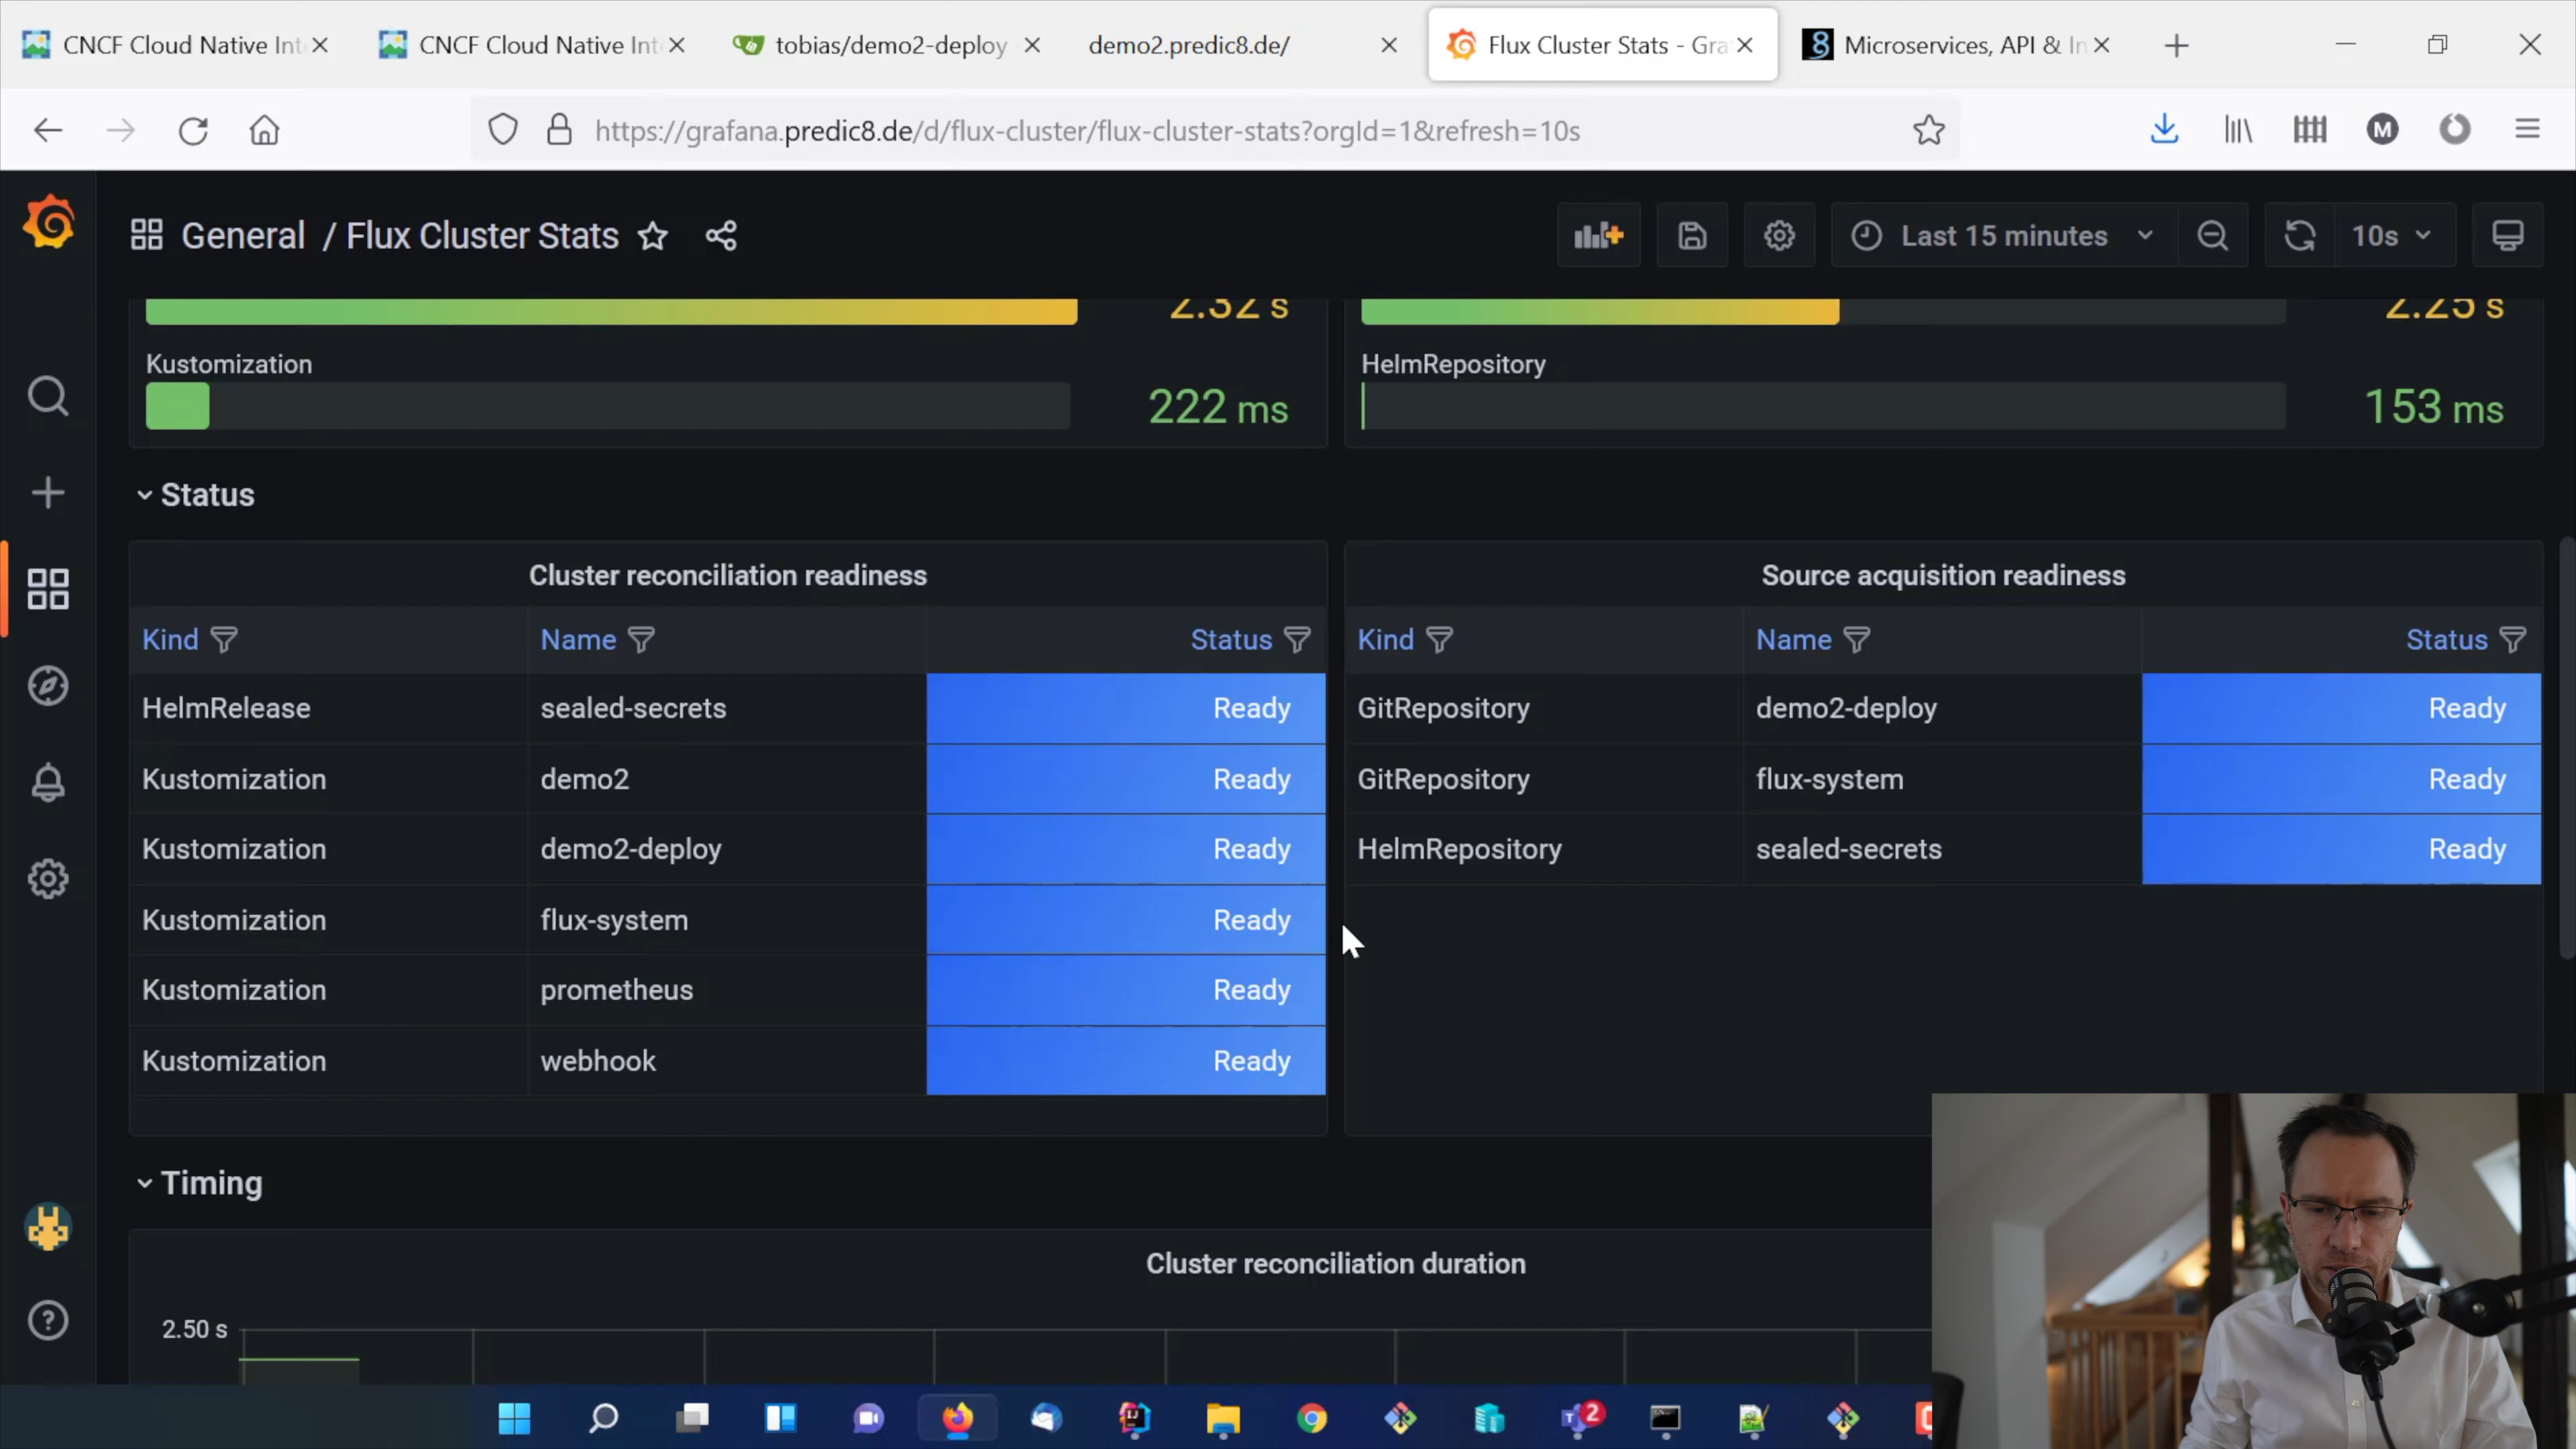 CNCF Cloud Native Int
CNCF Cloud Native Int
tobias/demo2-deploy
demo2.predic8.de/
Flux Cluster Stats - Gra
Microservices, API & In
https://grafana.predic8.de/d/flux-cluster/flux-cluster-stats?orgId=1&refresh=10s
M
General / Flux Cluster Stats
Last 15 minutes
10s
2.32 s
2.25 s
Kustomization
222 ms
HelmRepository
153 ms
Status
Cluster reconciliation readiness
Kind Name Status
HelmRelease sealed-secrets Ready
Kustomization demo2 Ready
Kustomization demo2-deploy Ready
Kustomization flux-system Ready
Kustomization prometheus Ready
Kustomization webhook Ready
Source acquisition readiness
Kind Name Status
GitRepository demo2-deploy Ready
GitRepository flux-system Ready
HelmRepository sealed-secrets Ready
Timing
Cluster reconciliation duration
2.50 s
2